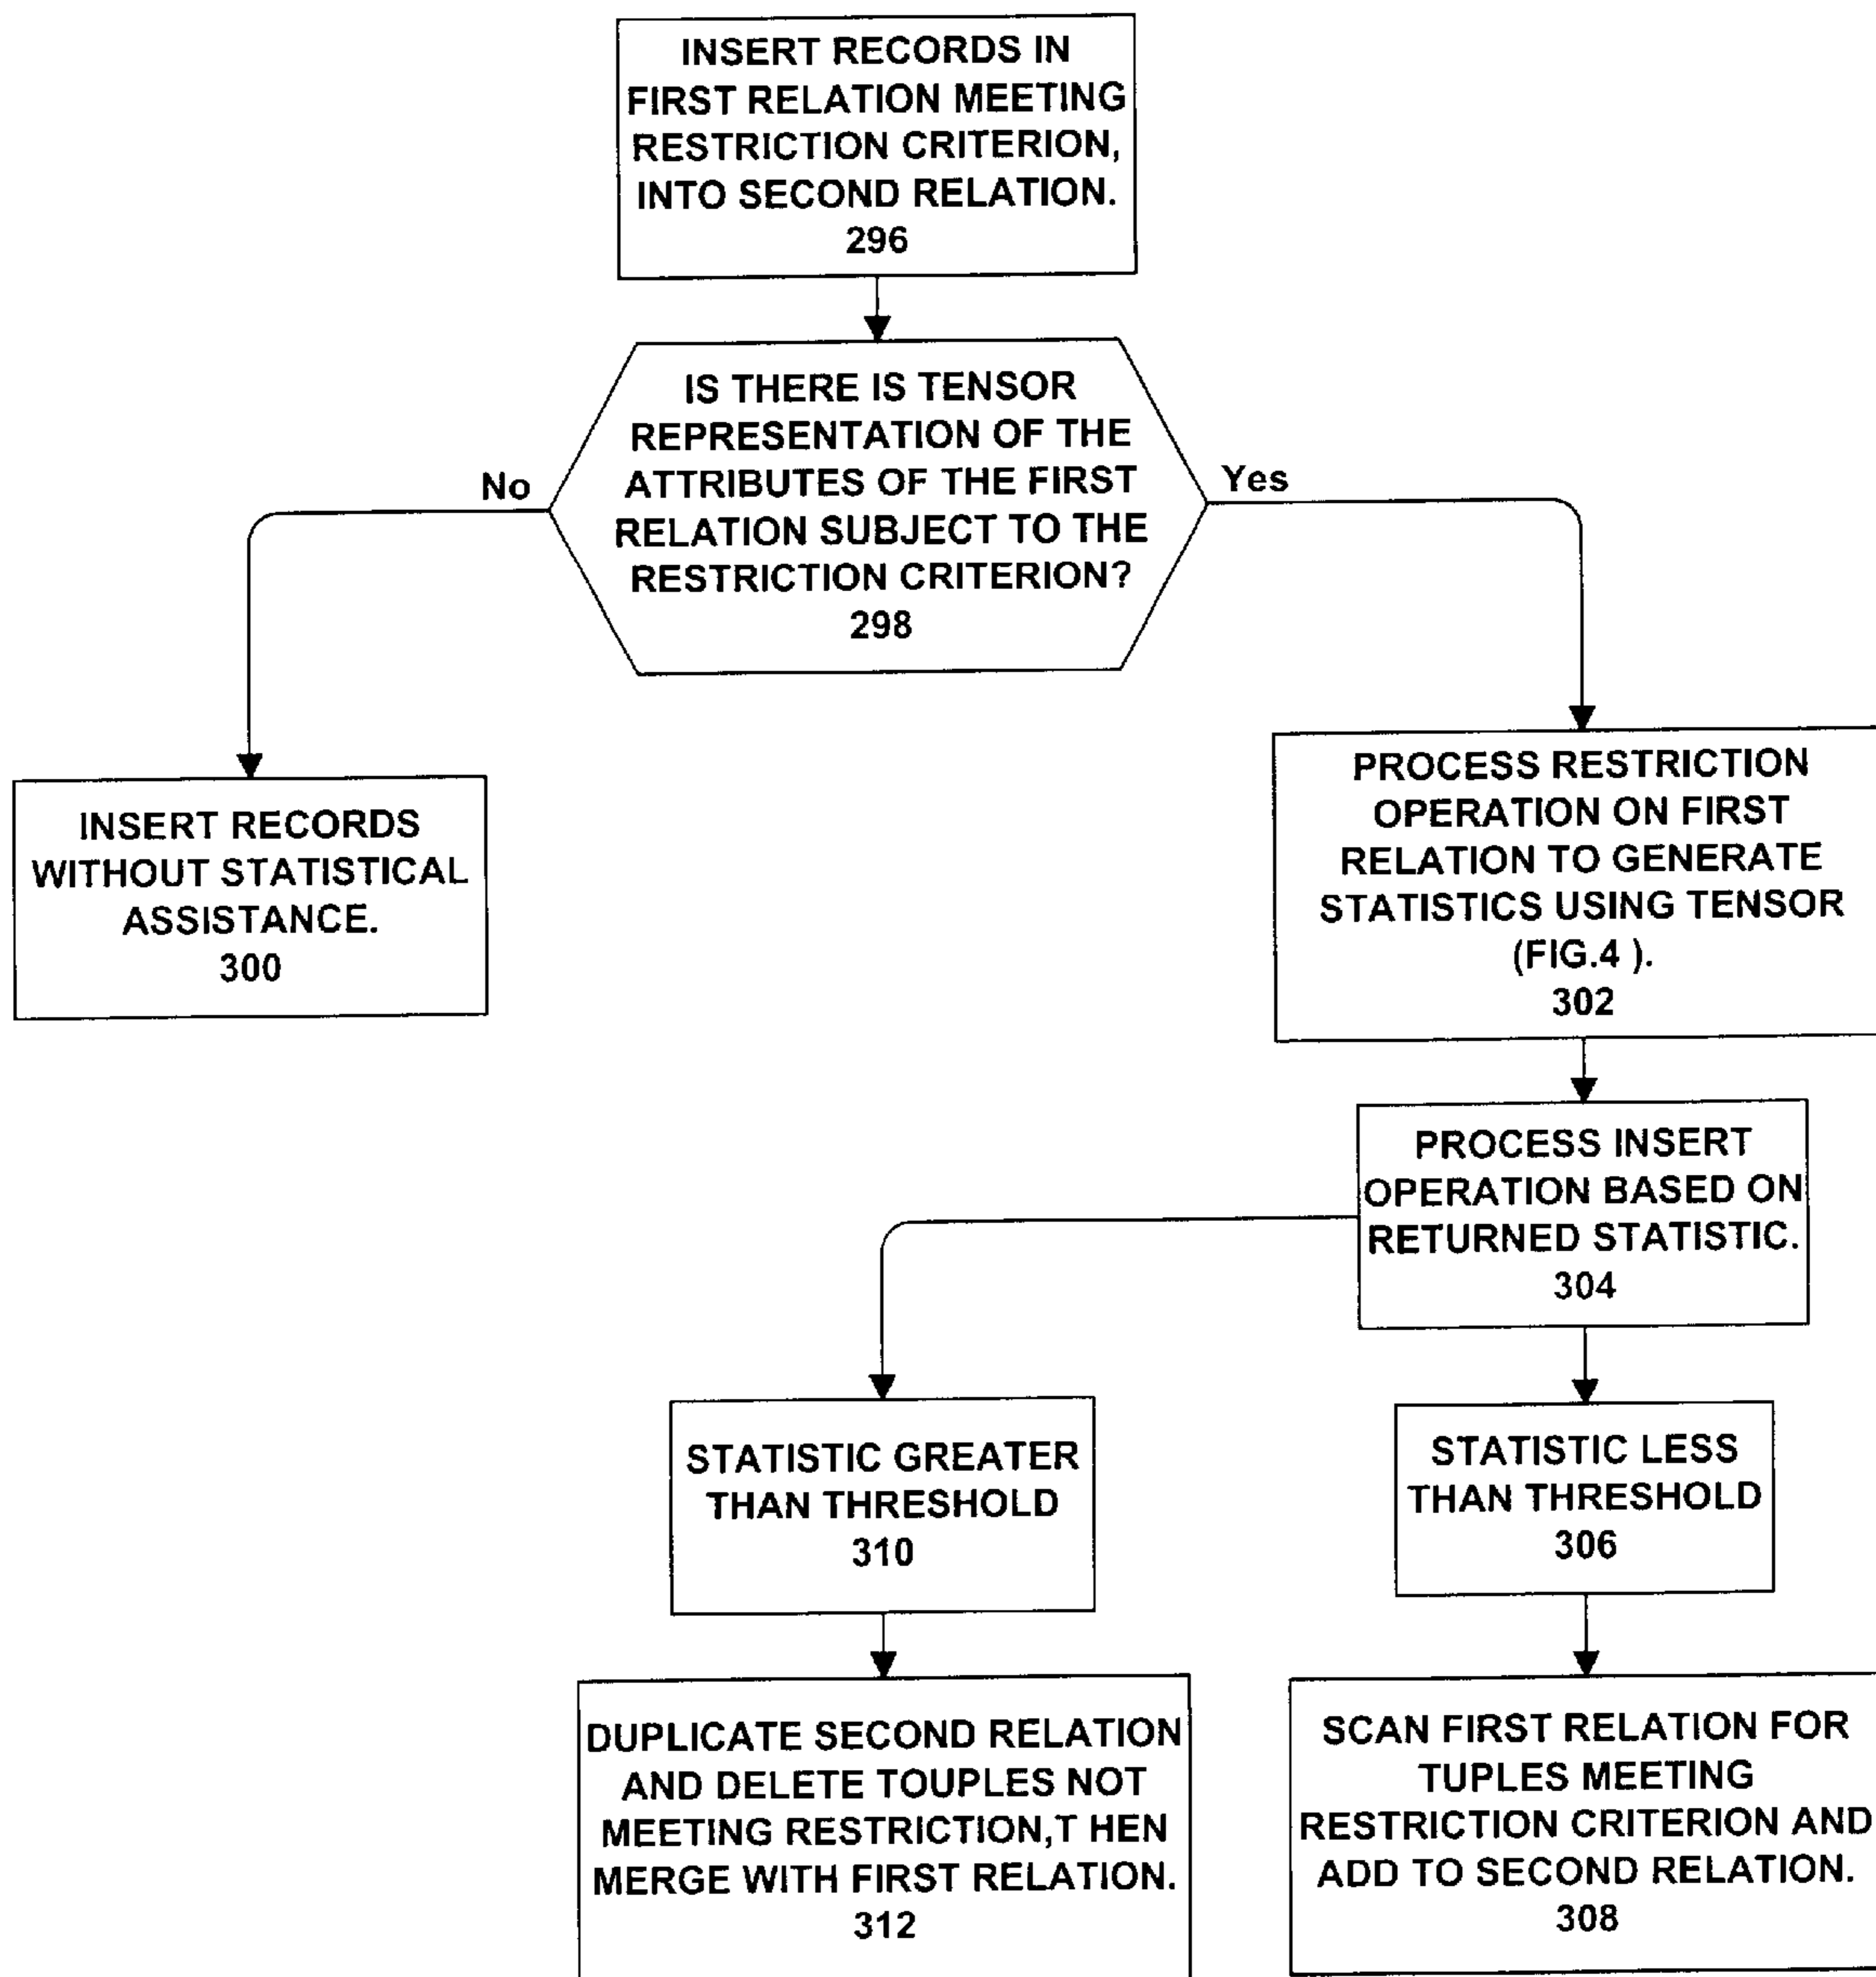 INSERT RECORDS IN
FIRST RELATION MEETING
RESTRICTION CRITERION,
INTO SECOND RELATION.
296
IS THERE IS TENSOR
REPRESENTATION OF THE
ATTRIBUTES OF THE FIRST
RELATION SUBJECT TO THE
RESTRICTION CRITERION?
298
No
Yes
INSERT RECORDS
WITHOUT STATISTICAL
ASSISTANCE.
300
PROCESS RESTRICTION
OPERATION ON FIRST
RELATION TO GENERATE
STATISTICS USING TENSOR
(FIG.4 ).
302
PROCESS INSERT
OPERATION BASED ON
RETURNED STATISTIC.
304
STATISTIC GREATER
THAN THRESHOLD
310
STATISTIC LESS
THAN THRESHOLD
306
DUPLICATE SECOND RELATION
AND DELETE TOUPLES NOT
MEETING RESTRICTION,T HEN
MERGE WITH FIRST RELATION.
312
SCAN FIRST RELATION FOR
TUPLES MEETING
RESTRICTION CRITERION AND
ADD TO SECOND RELATION.
308